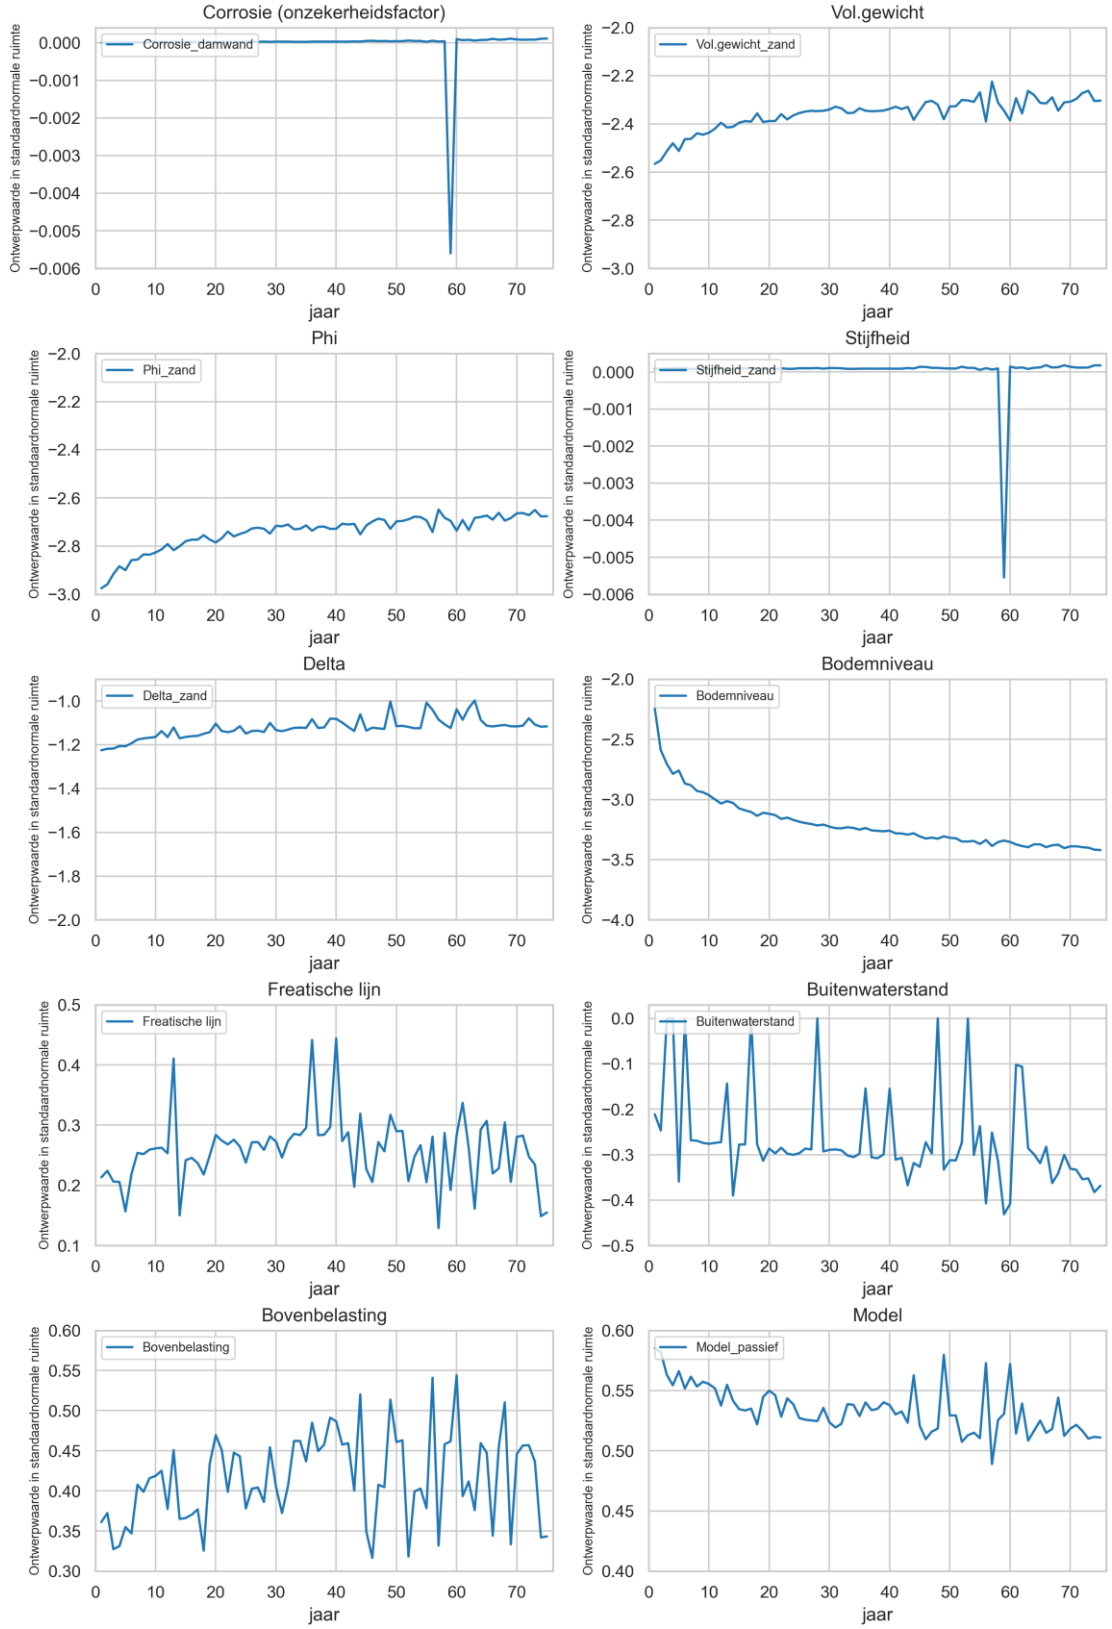 Corrosie (onzekerheidsfactor)
Ontwerpwaarde in standaardnormale ruimte
Corrosie_damwand
0.000
−0.001
−0.002
−0.003
−0.004
−0.005
−0.006
0 10 20 30 40 50 60 70
jaar
Vol.gewicht
Ontwerpwaarde in standaardnormale ruimte
Vol.gewicht_zand
−2.0
−2.2
−2.4
−2.6
−2.8
−3.0
0 10 20 30 40 50 60 70
jaar
Phi
Ontwerpwaarde in standaardnormale ruimte
Phi_zand
−2.0
−2.2
−2.4
−2.6
−2.8
−3.0
0 10 20 30 40 50 60 70
jaar
Stijfheid
Ontwerpwaarde in standaardnormale ruimte
Stijfheid_zand
0.000
−0.001
−0.002
−0.003
−0.004
−0.005
−0.006
0 10 20 30 40 50 60 70
jaar
Delta
Ontwerpwaarde in standaardnormale ruimte
Delta_zand
−1.0
−1.2
−1.4
−1.6
−1.8
−2.0
0 10 20 30 40 50 60 70
jaar
Bodemniveau
Ontwerpwaarde in standaardnormale ruimte
Bodemniveau
−2.0
−2.5
−3.0
−3.5
−4.0
0 10 20 30 40 50 60 70
jaar
Freatische lijn
Ontwerpwaarde in standaardnormale ruimte
Freatische lijn
0.5
0.4
0.3
0.2
0.1
0 10 20 30 40 50 60 70
jaar
Buitenwaterstand
Ontwerpwaarde in standaardnormale ruimte
Buitenwaterstand
0.0
−0.1
−0.2
−0.3
−0.4
−0.5
0 10 20 30 40 50 60 70
jaar
Bovenbelasting
Ontwerpwaarde in standaardnormale ruimte
Bovenbelasting
0.60
0.55
0.50
0.45
0.40
0.35
0.30
0 10 20 30 40 50 60 70
jaar
Model
Ontwerpwaarde in standaardnormale ruimte
Model_passief
0.60
0.55
0.50
0.45
0.40
0 10 20 30 40 50 60 70
jaar